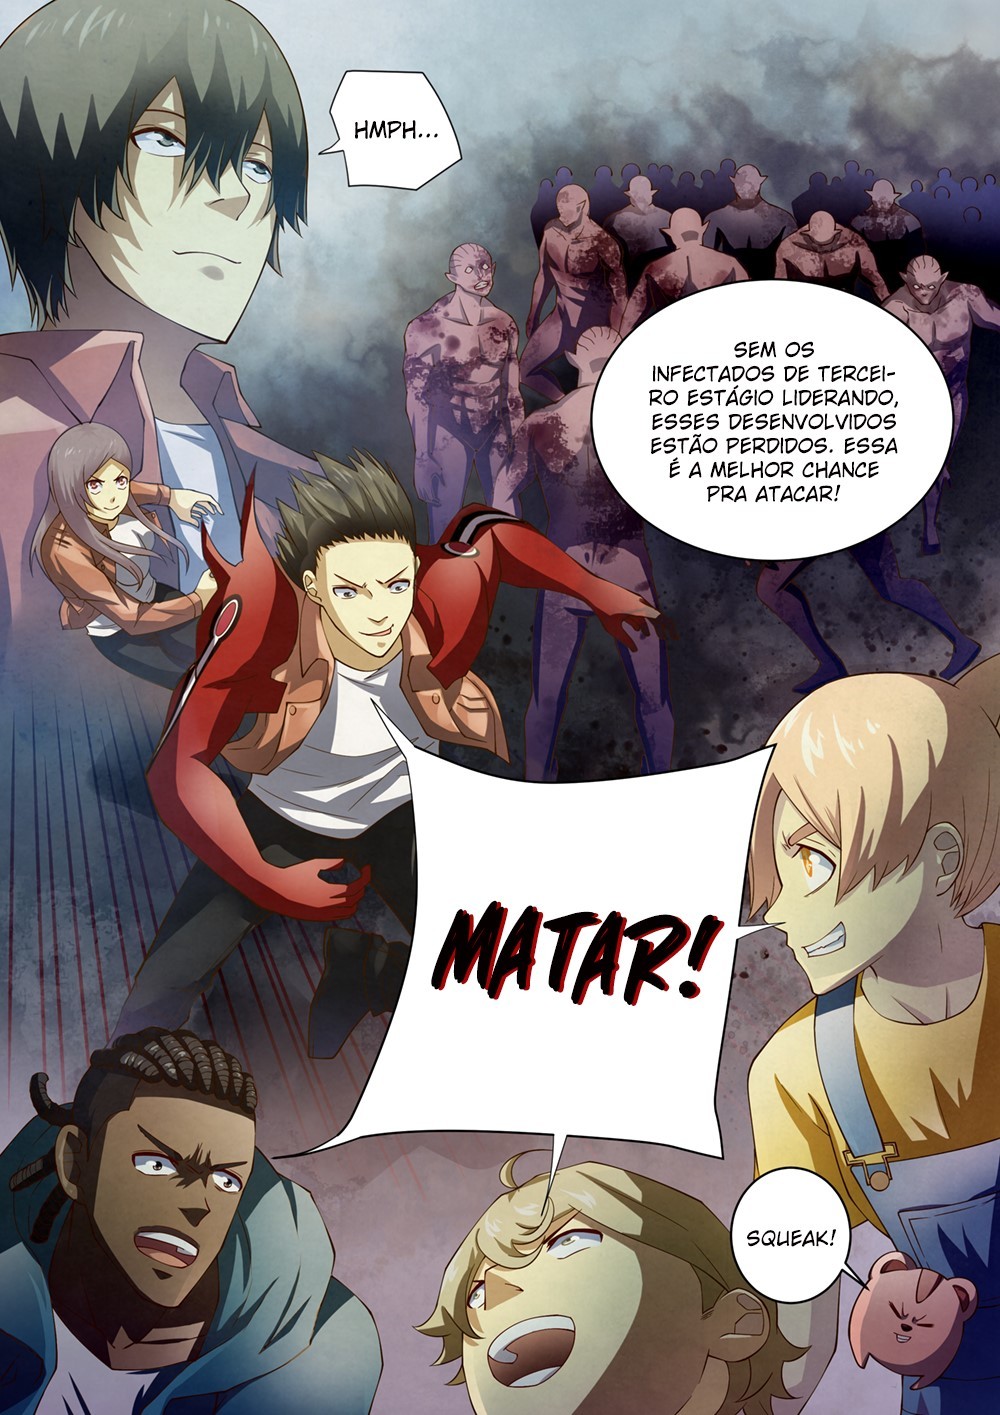 HMPH...
SEM OS
INFECTADOS DE TERCEI-
RO ESTÁGIO LIDERANDO,
ESSES DESENVOLVIDOS
ESTÃO PERDIDOS. ESSA
É A MELHOR CHANCE
PRA ATACAR!
MATAR!
SQUEAK!